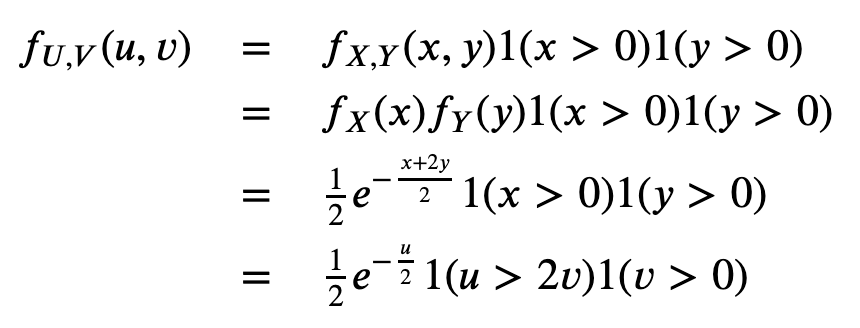 f_{U,V}(u, v) = f_{X,Y}(x, y)1(x > 0)1(y > 0)
= f_X(x)f_Y(y)1(x > 0)1(y > 0)
= \frac{1}{2}e^{-\frac{x+2y}{2}}1(x > 0)1(y > 0)
= \frac{1}{2}e^{-\frac{u}{2}}1(u > 2v)1(v > 0)